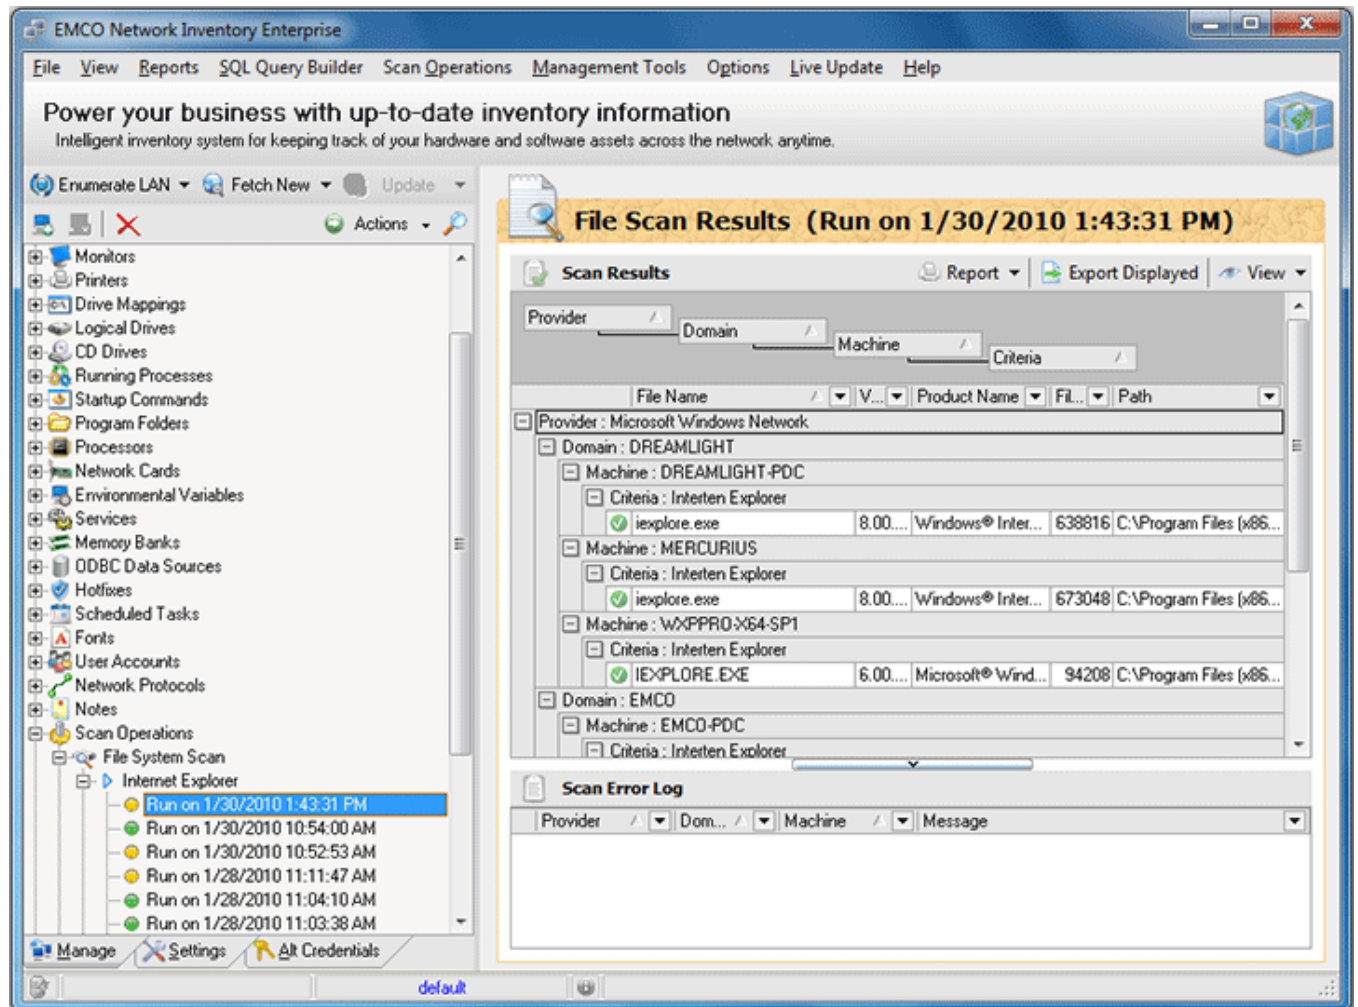 EMCO Network Inventory Enterprise
File View Reports SQL Query Builder Scan Operations Management Tools Options Live Update Help
Power your business with up-to-date inventory information
Intelligent inventory system for keeping track of your hardware and software assets across the network anytime.
Enumerate LAN Fetch New Update
Actions
Monitors
Printers
Drive Mappings
Logical Drives
CD Drives
Running Processes
Startup Commands
Program Folders
Processors
Network Cards
Environmental Variables
Services
Memory Banks
ODBC Data Sources
Hotfixes
Scheduled Tasks
Fonts
User Accounts
Network Protocols
Notes
Scan Operations
File System Scan
Internet Explorer
Run on 1/30/2010 1:43:31 PM
Run on 1/30/2010 10:54:00 AM
Run on 1/30/2010 10:52:53 AM
Run on 1/28/2010 11:11:47 AM
Run on 1/28/2010 11:04:10 AM
Run on 1/28/2010 11:03:38 AM
Manage Settings Alt Credentials
default
File Scan Results (Run on 1/30/2010 1:43:31 PM)
Scan Results Report Export Displayed View
Provider
Domain
Machine
Criteria
File Name V... Product Name Fil... Path
Provider : Microsoft Windows Network
Domain : DREAMLIGHT
Machine : DREAMLIGHT-PDC
Criteria : Interten Explorer
iexplore.exe 8.00.... Windows® Inter... 638816 C:\Program Files (x86...
Machine : MERCURIUS
Criteria : Interten Explorer
iexplore.exe 8.00.... Windows® Inter... 673048 C:\Program Files (x86...
Machine : WXPPRO-X64-SP1
Criteria : Interten Explorer
IEXPLORE.EXE 6.00.... Microsoft® Wind... 94208 C:\Program Files (x86...
Domain : EMCO
Machine : EMCO-PDC
Criteria : Interten Explorer
Scan Error Log
Provider Dom... Machine Message